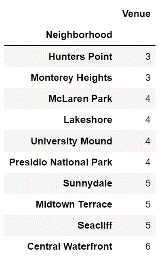 Venue
Neighborhood
Hunters Point 3
Monterey Heights 3
McLaren Park 4
Lakeshore 4
University Mound 4
Presidio National Park 4
Sunnydale 5
Midtown Terrace 5
Seacliff 5
Central Waterfront 6